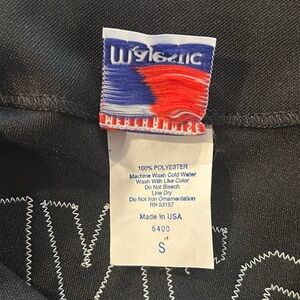 100% POLYESTER
Machine Wash Cold Water
Wash With Like Color
Do Not Bleach
Line Dry
Do Not Iron Ornamentation
RN 53157
Made In USA
5400
S